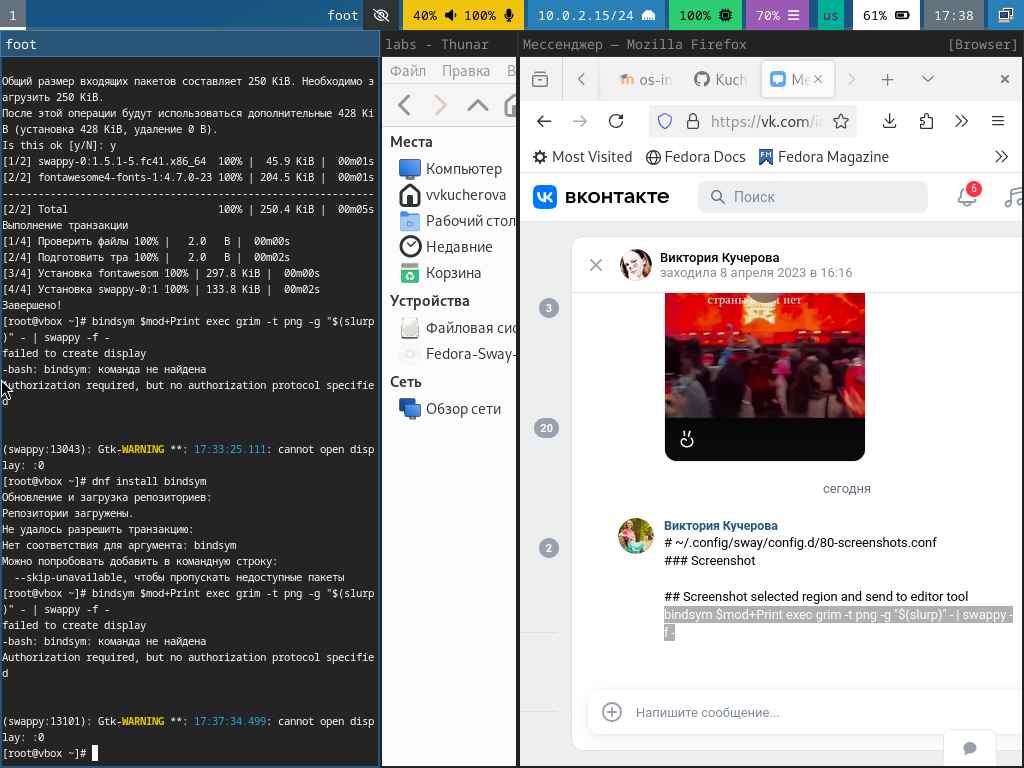 1
foot
40% 100%
10.0.2.15/24
100%
70%
us
61%
17:38
foot
labs - Thunar
Мессенджер — Mozilla Firefox
[Browser]
Общий размер входящих пакетов составляет 250 KiB. Необходимо з
агрузить 250 KiB.
После этой операции будут использоваться дополнительные 428 Ki
B (установка 428 KiB, удаление 0 B).
Is this ok [y/N]: y
[1/2] swappy-0:1.5.1-5.fc41.x86_64  100% |  45.9 KiB |  00m01s
[2/2] fontawesome4-fonts-1:4.7.0-23 100% | 204.5 KiB |  00m01s
--------------------------------------------------------------
[2/2] Total                         100% | 250.4 KiB |  00m05s
Выполнение транзакции
[1/4] Проверить файлы 100% |   2.0   B |  00m00s
[2/4] Подготовить тра 100% |   2.0   B |  00m02s
[3/4] Установка fontawesom 100% | 297.8 KiB |  00m00s
[4/4] Установка swappy-0:1 100% | 133.8 KiB |  00m02s
Завершено!
[root@vbox ~]# bindsym $mod+Print exec grim -t png -g "$(slurp
)" - | swappy -f -
failed to create display
-bash: bindsym: команда не найдена
Authorization required, but no authorization protocol specifie
d
(swappy:13043): Gtk-WARNING **: 17:33:25.111: cannot open disp
lay: :0
[root@vbox ~]# dnf install bindsym
Обновление и загрузка репозиториев:
Репозитории загружены.
Не удалось разрешить транзакцию:
Нет соответствия для аргумента: bindsym
Можно попробовать добавить в командную строку:
  --skip-unavailable, чтобы пропускать недоступные пакеты
[root@vbox ~]# bindsym $mod+Print exec grim -t png -g "$(slurp
)" - | swappy -f -
failed to create display
-bash: bindsym: команда не найдена
Authorization required, but no authorization protocol specifie
d
(swappy:13101): Gtk-WARNING **: 17:37:34.499: cannot open disp
lay: :0
[root@vbox ~]#
Файл Правка В
Места
Компьютер
vvkucherova
Рабочий стол
Недавние
Корзина
Устройства
Файловая сис
Fedora-Sway-
Сеть
Обзор сети
os-in
Kuch
Ме
https://vk.com/i
Most Visited
Fedora Docs
Fedora Magazine
вконтакте
Поиск
6
Виктория Кучерова
заходила 8 апреля 2023 в 16:16
3
20
2
нет
сегодня
Виктория Кучерова
# ~/.config/sway/config.d/80-screenshots.conf
### Screenshot
## Screenshot selected region and send to editor tool
bindsym $mod+Print exec grim -t png -g "$(slurp)" - | swappy -
f -
Напишите сообщение...